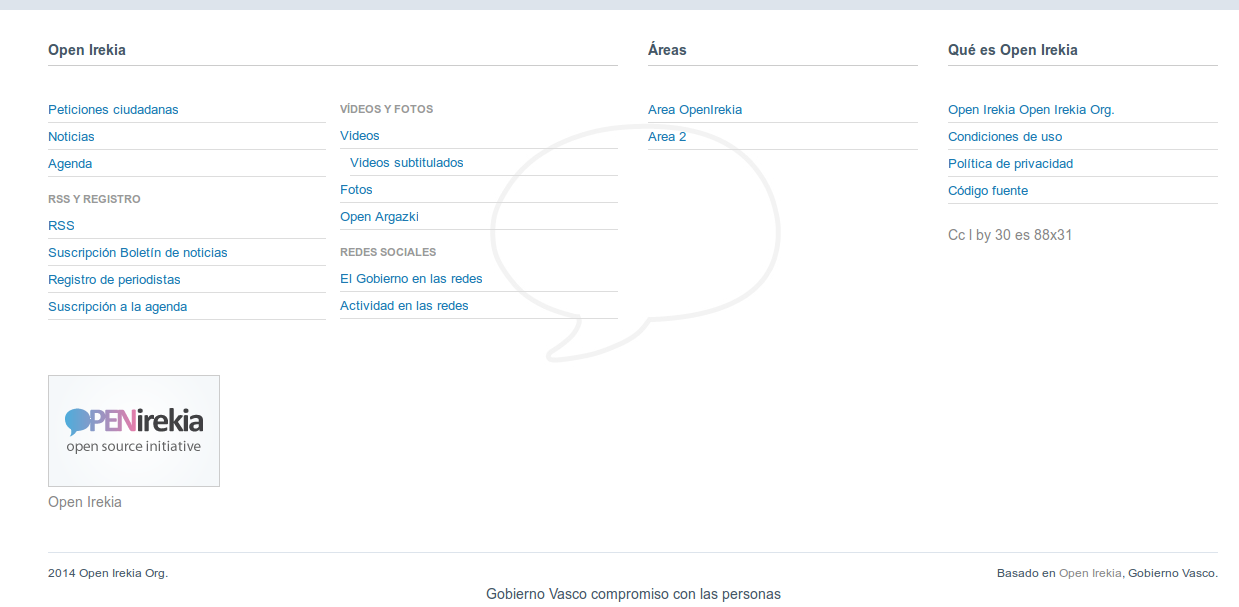 Open Irekia
Peticiones ciudadanas
Noticias
Agenda
RSS Y REGISTRO
RSS
Suscripción Boletín de noticias
Registro de periodistas
Suscripción a la agenda
VÍDEOS Y FOTOS
Videos
Videos subtitulados
Fotos
Open Argazki
REDES SOCIALES
El Gobierno en las redes
Actividad en las redes
Áreas
Area OpenIrekia
Area 2
Qué es Open Irekia
Open Irekia Open Irekia Org.
Condiciones de uso
Política de privacidad
Código fuente
Cc l by 30 es 88x31
OPENirekia
open source initiative
Open Irekia
2014 Open Irekia Org.
Basado en Open Irekia, Gobierno Vasco.
Gobierno Vasco compromiso con las personas